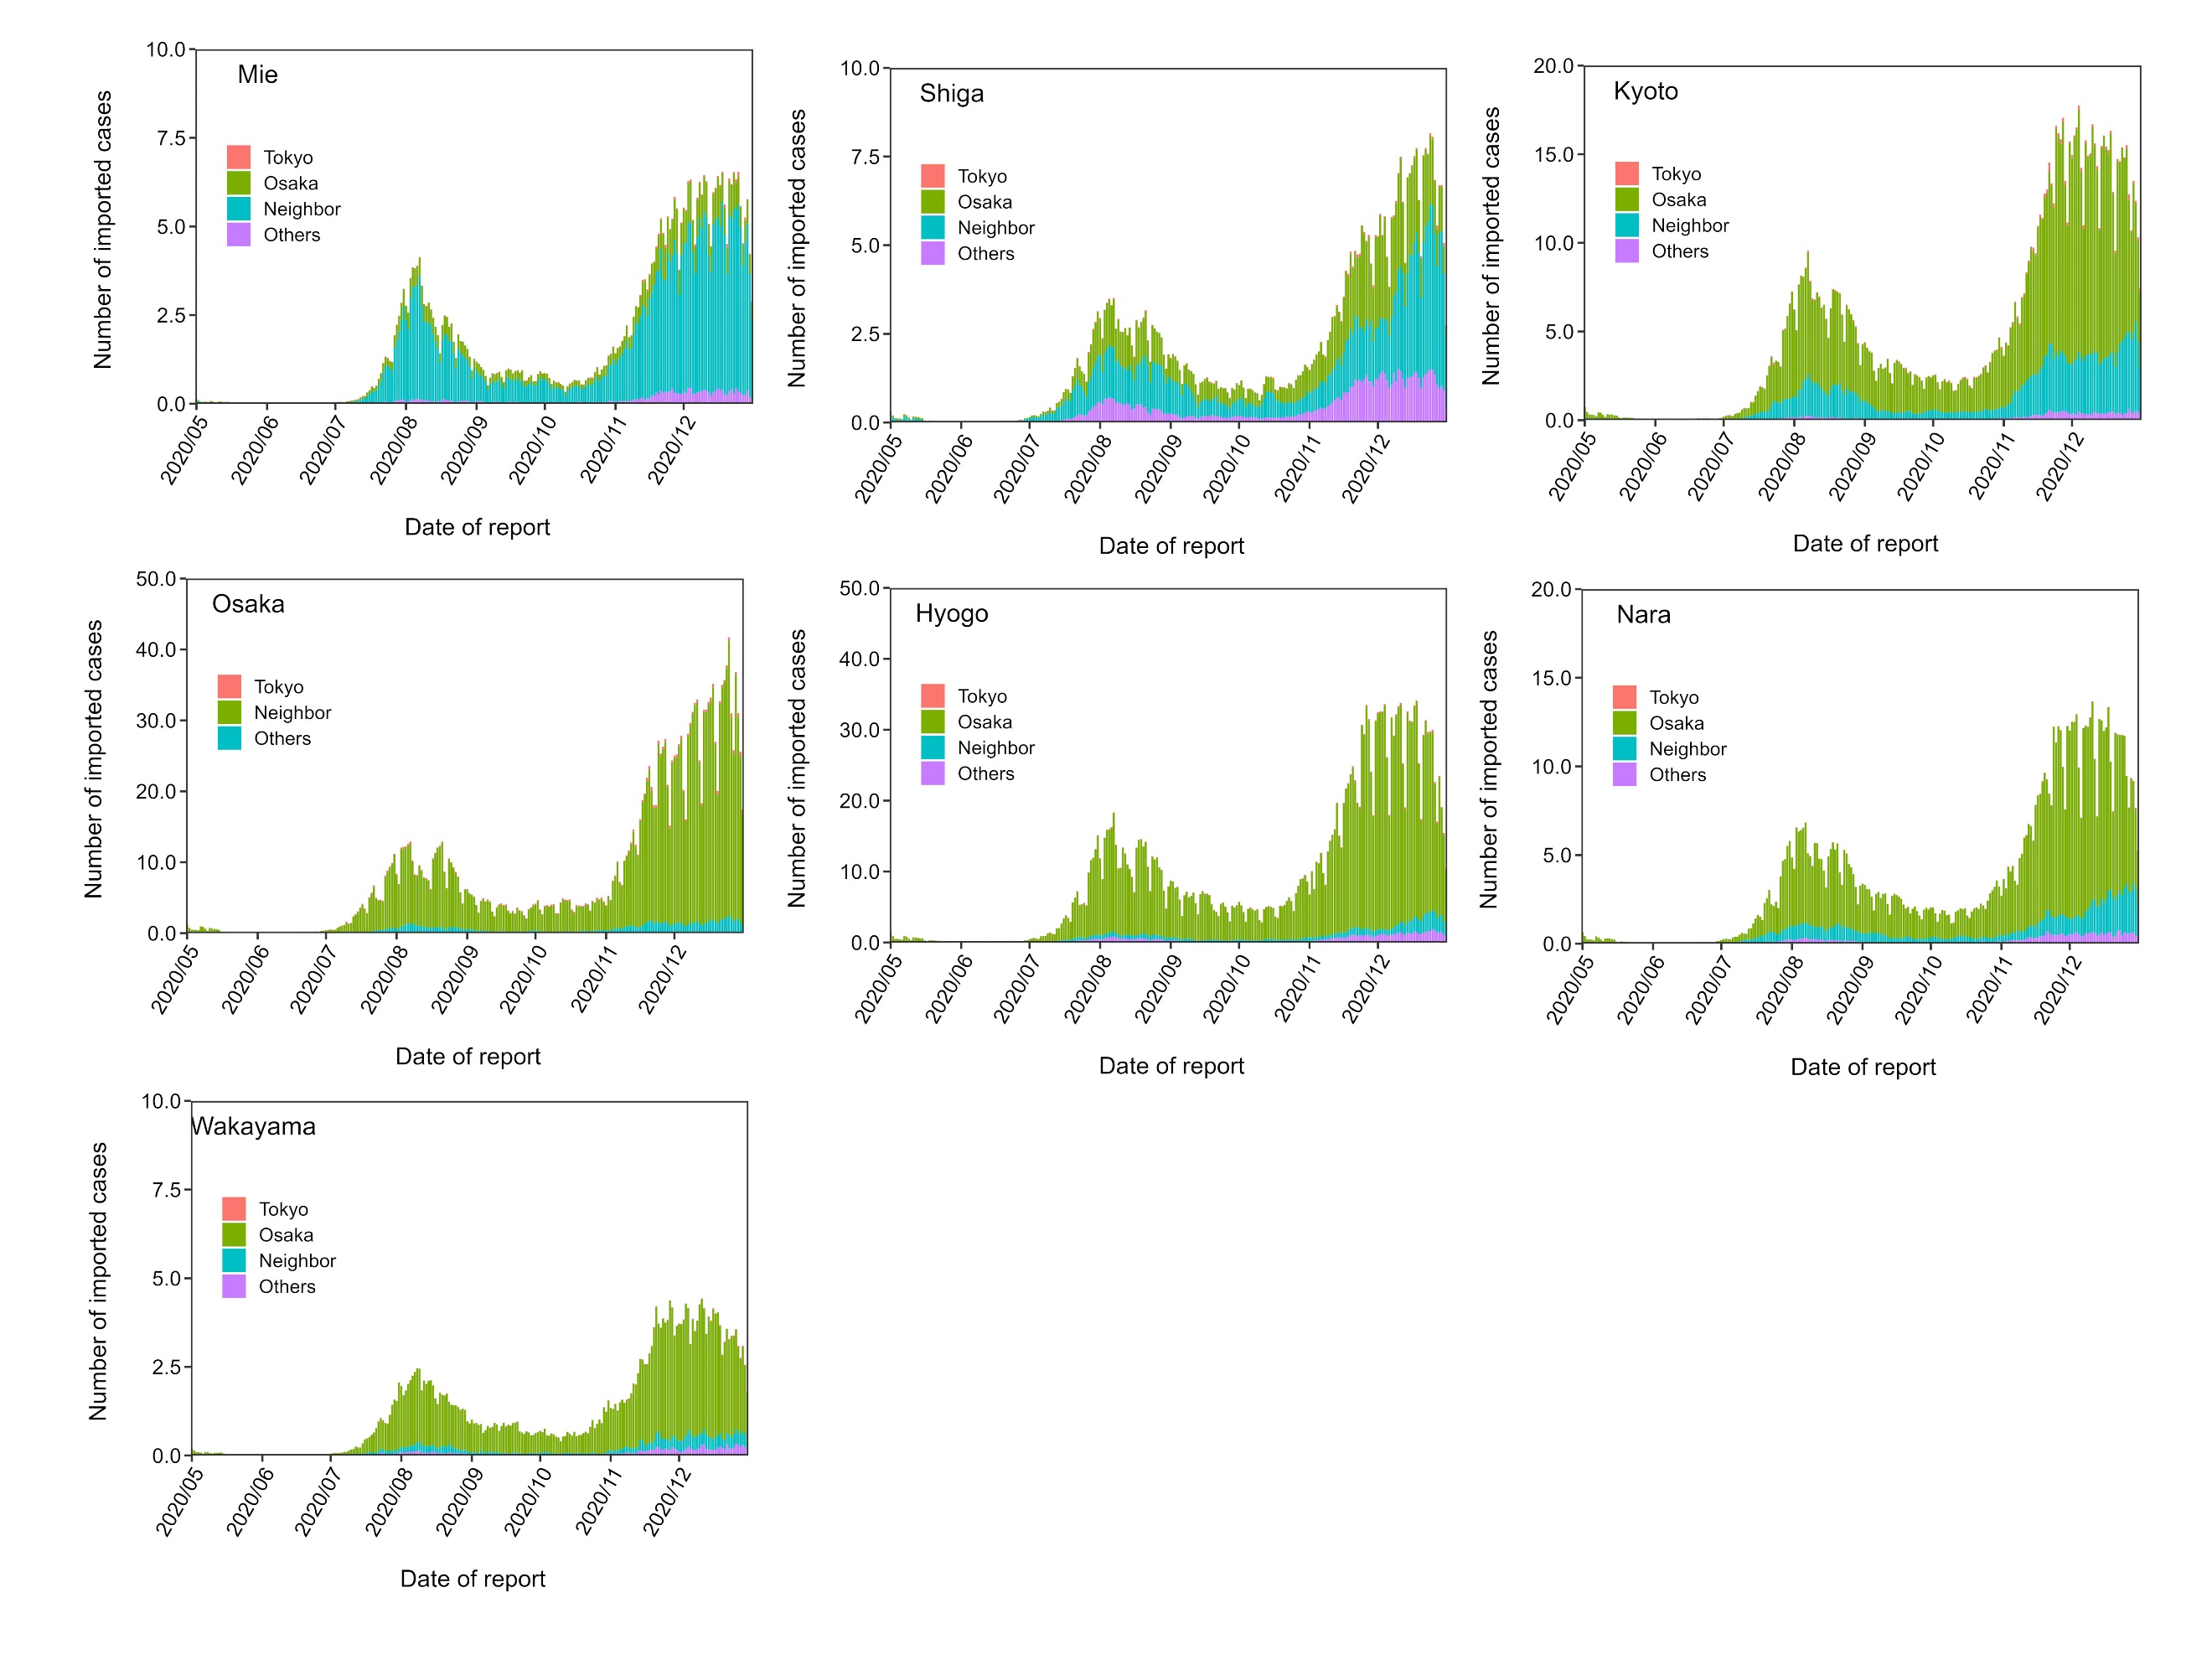 Mie
Number of imported cases
10.0
7.5
5.0
2.5
0.0
Tokyo
Osaka
Neighbor
Others
2020/05
2020/06
2020/07
2020/08
2020/09
2020/10
2020/11
2020/12
Date of report
Shiga
Number of imported cases
10.0
7.5
5.0
2.5
0.0
Tokyo
Osaka
Neighbor
Others
2020/05
2020/06
2020/07
2020/08
2020/09
2020/10
2020/11
2020/12
Date of report
Kyoto
Number of imported cases
20.0
15.0
10.0
5.0
0.0
Tokyo
Osaka
Neighbor
Others
2020/05
2020/06
2020/07
2020/08
2020/09
2020/10
2020/11
2020/12
Date of report
Osaka
Number of imported cases
50.0
40.0
30.0
20.0
10.0
0.0
Tokyo
Neighbor
Others
2020/05
2020/06
2020/07
2020/08
2020/09
2020/10
2020/11
2020/12
Date of report
Hyogo
Number of imported cases
50.0
40.0
30.0
20.0
10.0
0.0
Tokyo
Osaka
Neighbor
Others
2020/05
2020/06
2020/07
2020/08
2020/09
2020/10
2020/11
2020/12
Date of report
Nara
Number of imported cases
20.0
15.0
10.0
5.0
0.0
Tokyo
Osaka
Neighbor
Others
2020/05
2020/06
2020/07
2020/08
2020/09
2020/10
2020/11
2020/12
Date of report
Wakayama
Number of imported cases
10.0
7.5
5.0
2.5
0.0
Tokyo
Osaka
Neighbor
Others
2020/05
2020/06
2020/07
2020/08
2020/09
2020/10
2020/11
2020/12
Date of report